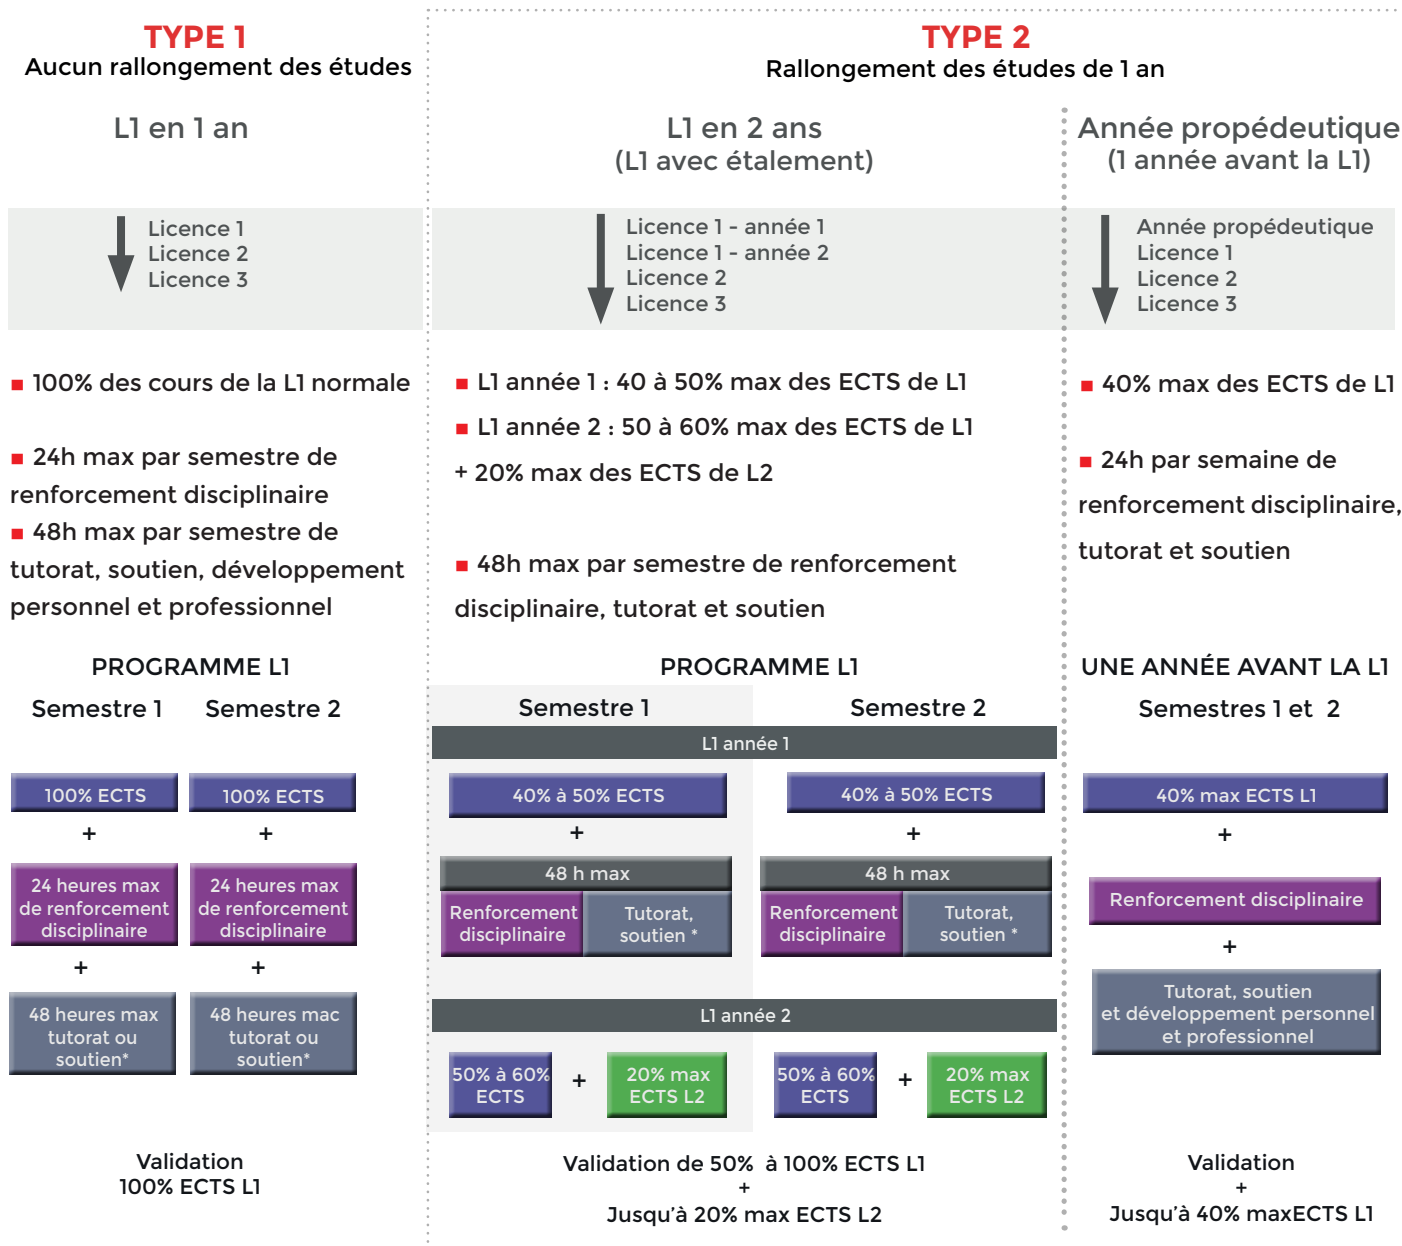 TYPE 1
Aucun rallongement des études
L1 en 1 an
Licence 1
Licence 2
Licence 3
■ 100% des cours de la L1 normale
■ 24h max par semestre de
renforcement disciplinaire
■ 48h max par semestre de
tutorat, soutien, développement
personnel et professionnel
PROGRAMME L1
Semestre 1 Semestre 2
100% ECTS
100% ECTS
+
+
24 heures max
de renforcement
disciplinaire
24 heures max
de renforcement
disciplinaire
+
+
48 heures max
tutorat ou
soutien*
48 heures mac
tutorat ou
soutien*
Validation
100% ECTS L1
TYPE 2
Rallongement des études de 1 an
L1 en 2 ans
(L1 avec étalement)
Licence 1 - année 1
Licence 1 - année 2
Licence 2
Licence 3
■ L1 année 1 : 40 à 50% max des ECTS de L1
■ L1 année 2 : 50 à 60% max des ECTS de L1
+ 20% max des ECTS de L2
■ 48h max par semestre de renforcement
disciplinaire, tutorat et soutien
PROGRAMME L1
Semestre 1
Semestre 2
L1 année 1
40% à 50% ECTS
40% à 50% ECTS
+
+
48 h max
Renforcement
disciplinaire
Tutorat,
soutien *
48 h max
Renforcement
disciplinaire
Tutorat,
soutien *
L1 année 2
50% à 60%
ECTS
+
20% max
ECTS L2
50% à 60%
ECTS
+
20% max
ECTS L2
Validation de 50% à 100% ECTS L1
+
Jusqu'à 20% max ECTS L2
Année propédeutique
(1 année avant la L1)
Année propédeutique
Licence 1
Licence 2
Licence 3
■ 40% max des ECTS de L1
■ 24h par semaine de
renforcement disciplinaire,
tutorat et soutien
UNE ANNÉE AVANT LA L1
Semestres 1 et 2
40% max ECTS L1
+
Renforcement disciplinaire
+
Tutorat, soutien
et développement personnel
et professionnel
Validation
+
Jusqu'à 40% maxECTS L1